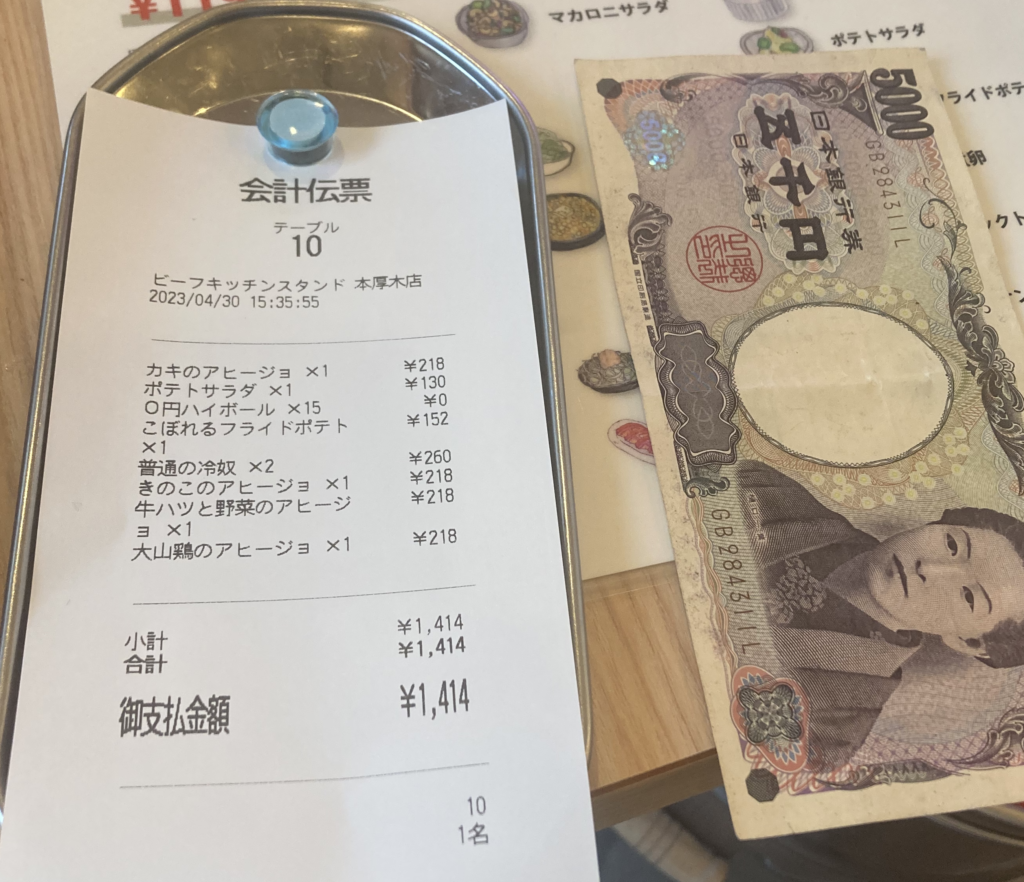 マカロニサラダ
ポテトサラダ
会計伝票
テーブル
10
ビーフキッチンスタンド 本厚木店
2023/04/30 15:35:55
カキのアヒージョ ×1 ¥218
ポテトサラダ ×1 ¥130
0円ハイボール ×15 ¥0
こぼれるフライドポテト ¥152
×1
普通の冷奴 ×2 ¥260
きのこのアヒージョ ×1 ¥218
牛ハツと野菜のアヒージ ¥218
ョ ×1
大山鶏のアヒージョ ×1 ¥218
小計 ¥1,414
合計 ¥1,414
御支払金額 ¥1,414
10
1名
5000
日本銀行券
五千円
日本銀行
GB284311L
GB284311L